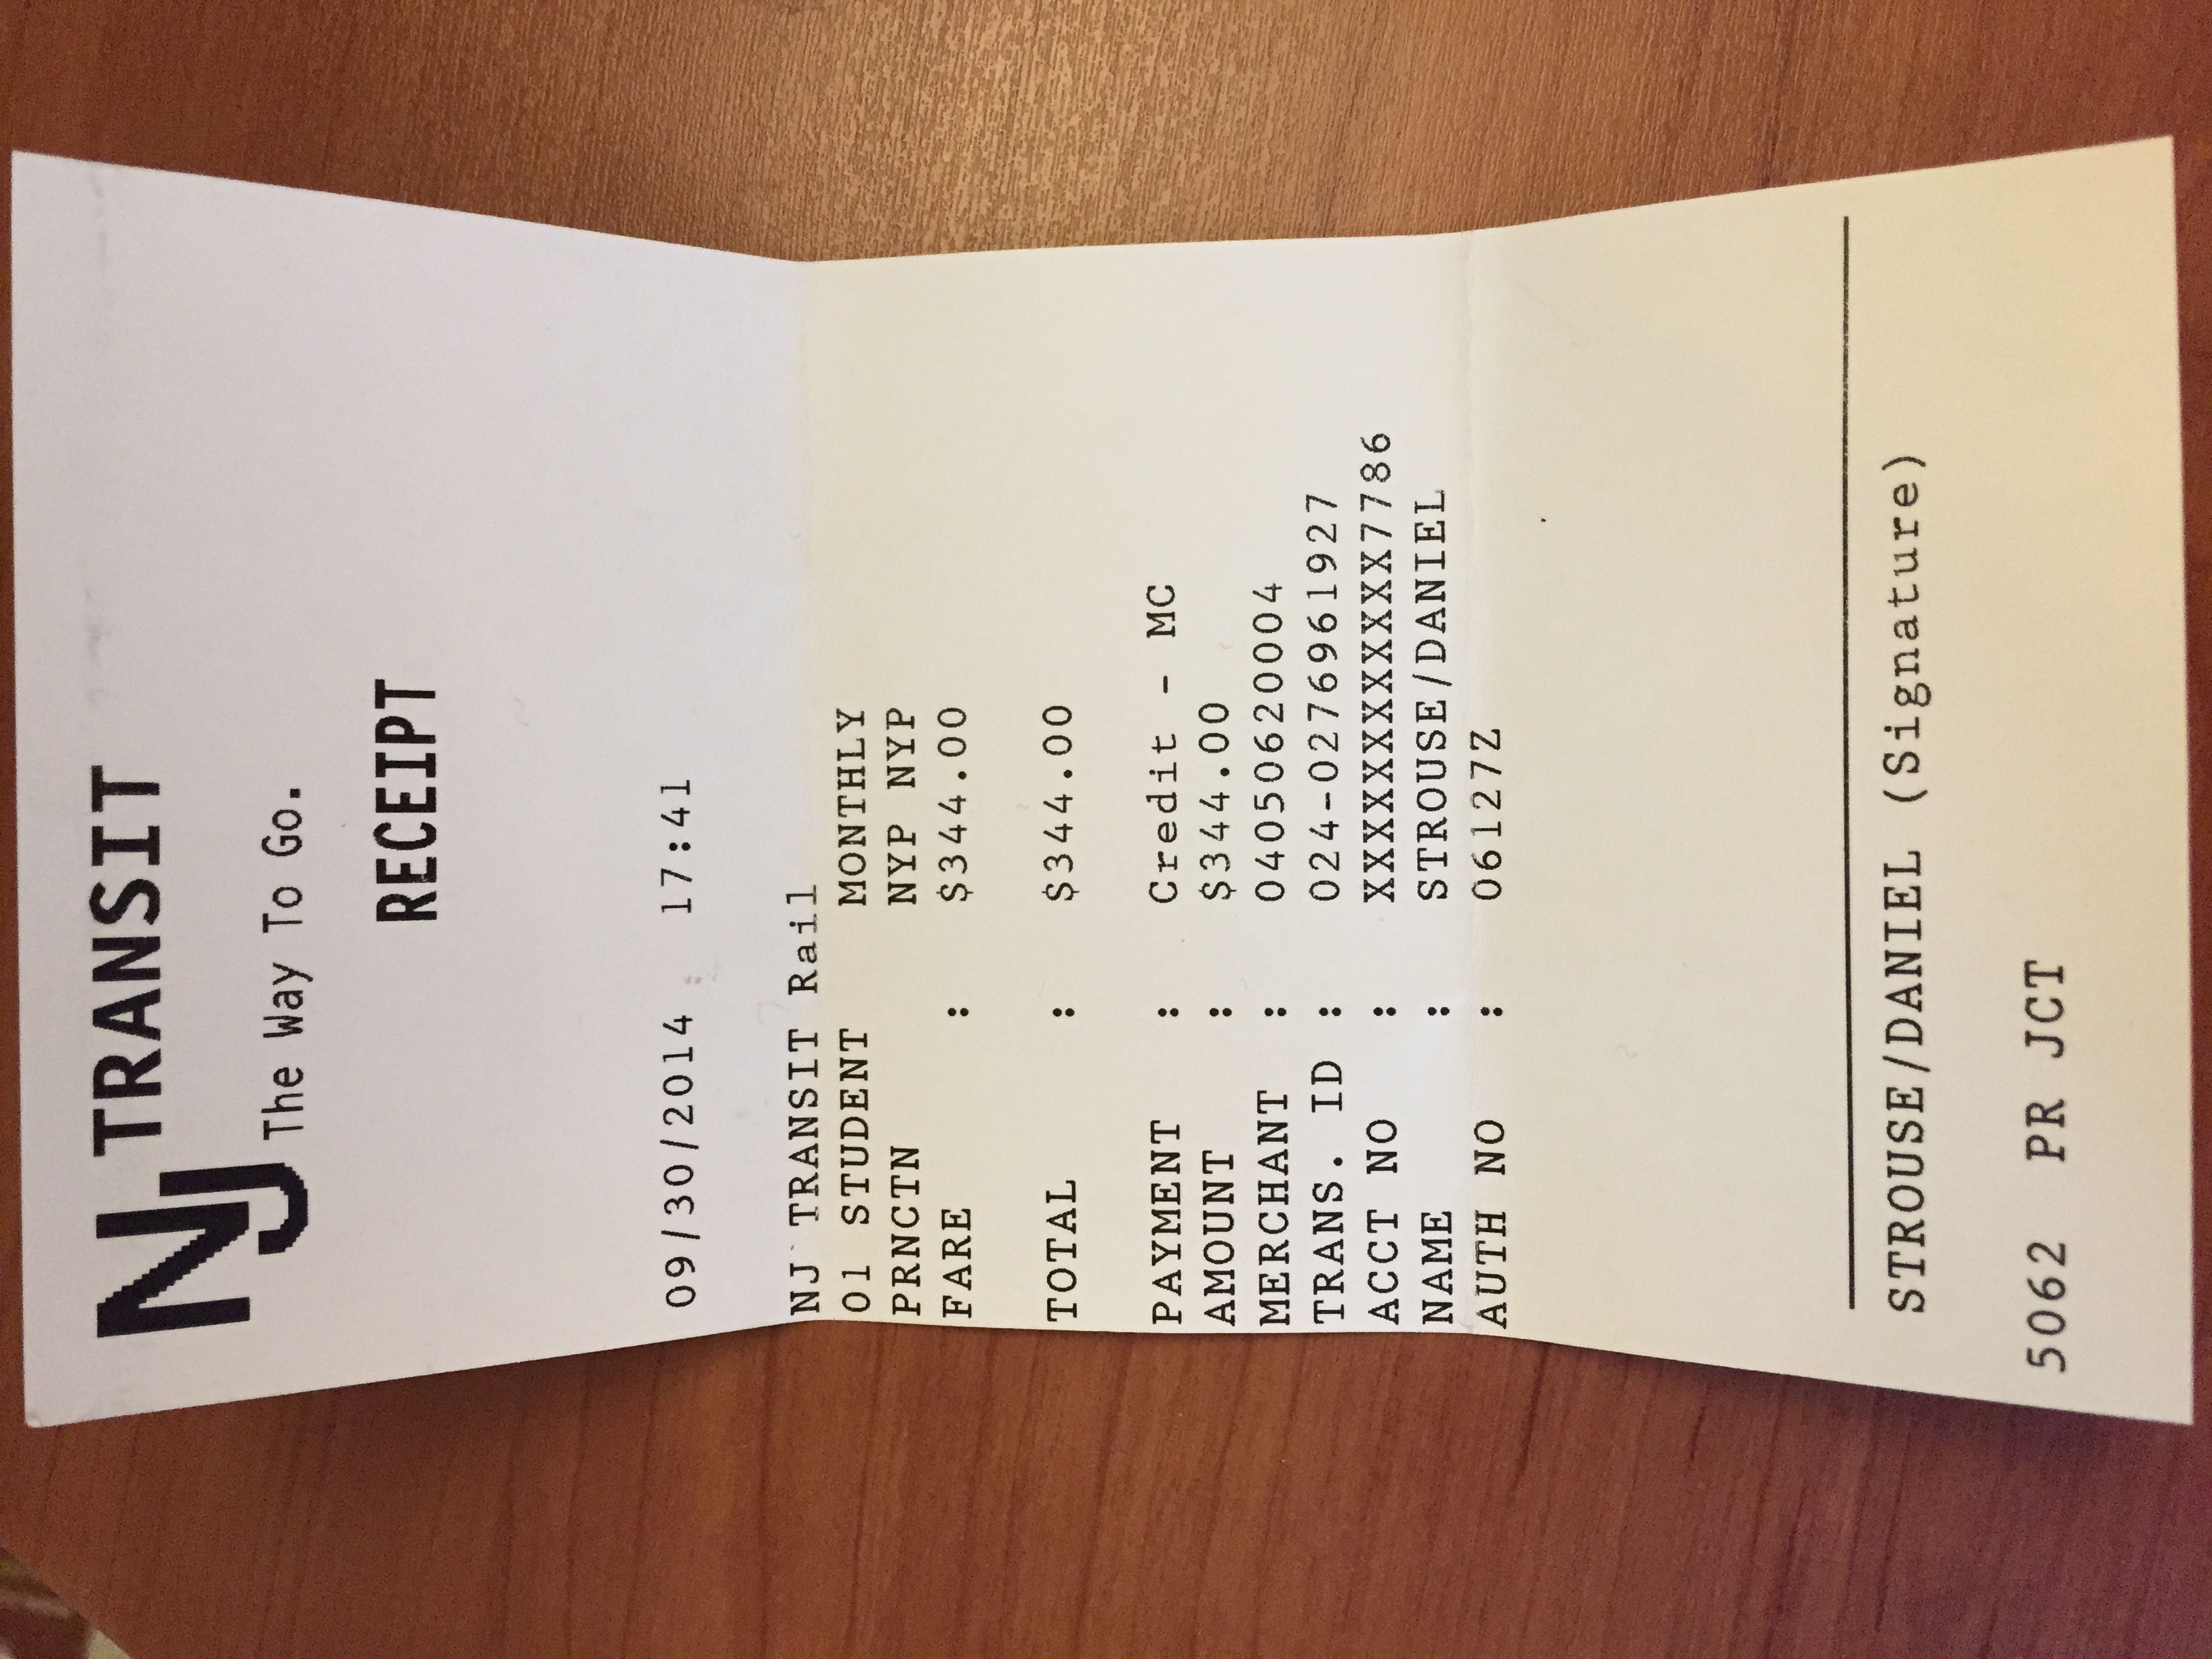 NJ TRANSIT
The Way To Go.
RECEIPT
09/30/2014 17:41
NJ TRANSIT Rail
01 STUDENT MONTHLY
PRNCTN NYP NYP
FARE : $344.00
TOTAL : $344.00
PAYMENT : Credit - MC
AMOUNT : $344.00
MERCHANT : 04050620004
TRANS. ID : 024-0276961927
ACCT NO : XXXXXXXXXXXX7786
NAME : STROUSE/DANIEL
AUTH NO : 06127Z
STROUSE/DANIEL (Signature)
5062 PR JCT